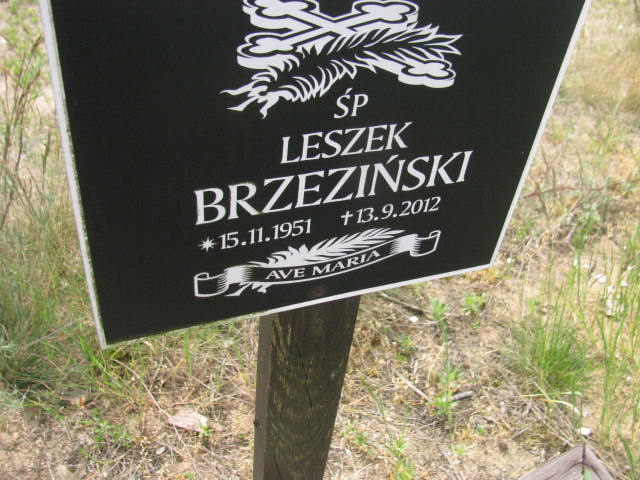 ŚP
LESZEK
BRZEZIŃSKI
*15.11.1951 †13.9.2012
AVE MARIA